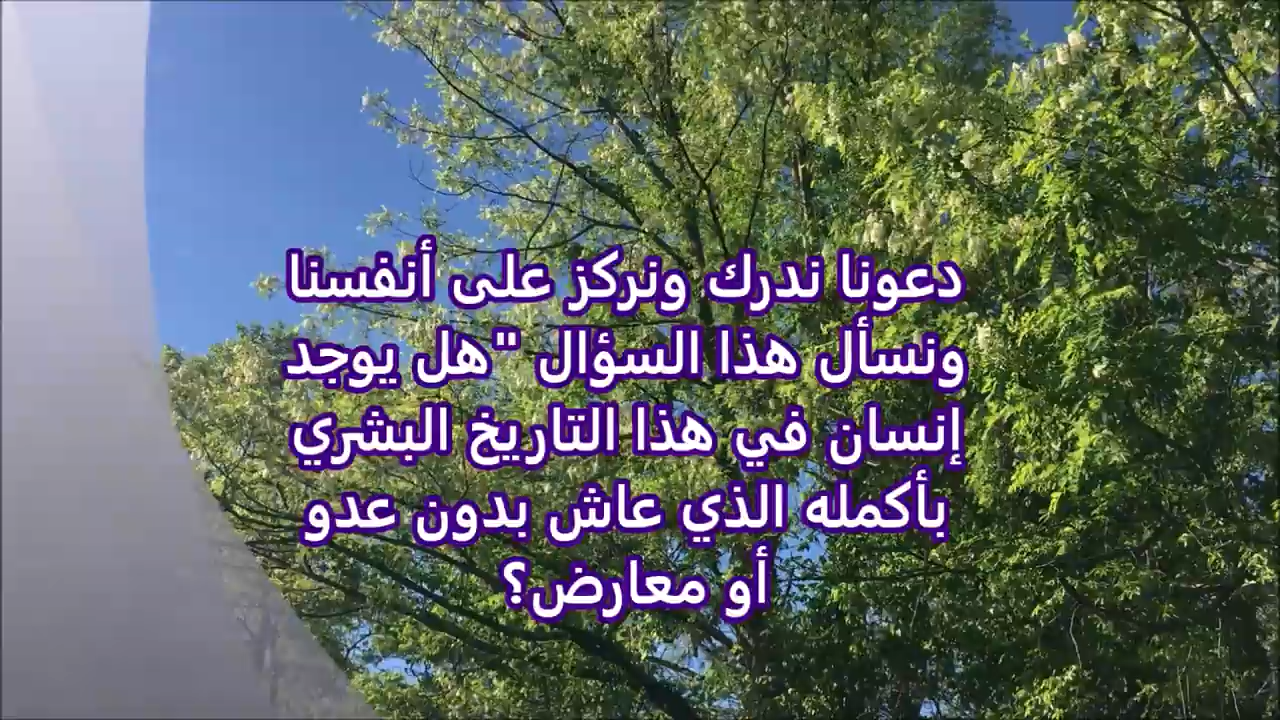 دعونا ندرك ونركز على أنفسنا
ونسأل هذا السؤال "هل يوجد
إنسان في هذا التاريخ البشري
بأكمله الذي عاش بدون عدو
أو معارض؟